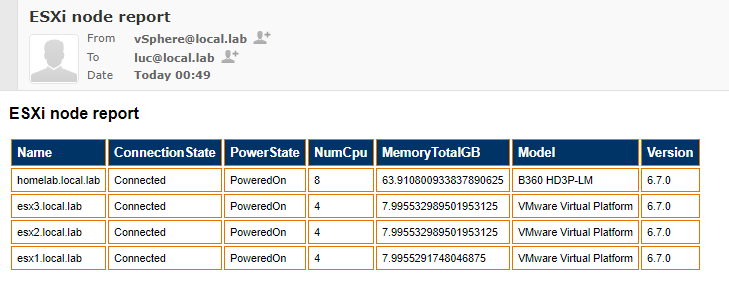 ESXi node report
From vSphere@local.lab
To luc@local.lab
Date Today 00:49
ESXi node report
Name ConnectionState PowerState NumCpu MemoryTotalGB Model Version
homelab.local.lab Connected PoweredOn 8 63.910800933837890625 B360 HD3P-LM 6.7.0
esx3.local.lab Connected PoweredOn 4 7.995532989501953125 VMware Virtual Platform 6.7.0
esx2.local.lab Connected PoweredOn 4 7.995532989501953125 VMware Virtual Platform 6.7.0
esx1.local.lab Connected PoweredOn 4 7.9955291748046875 VMware Virtual Platform 6.7.0